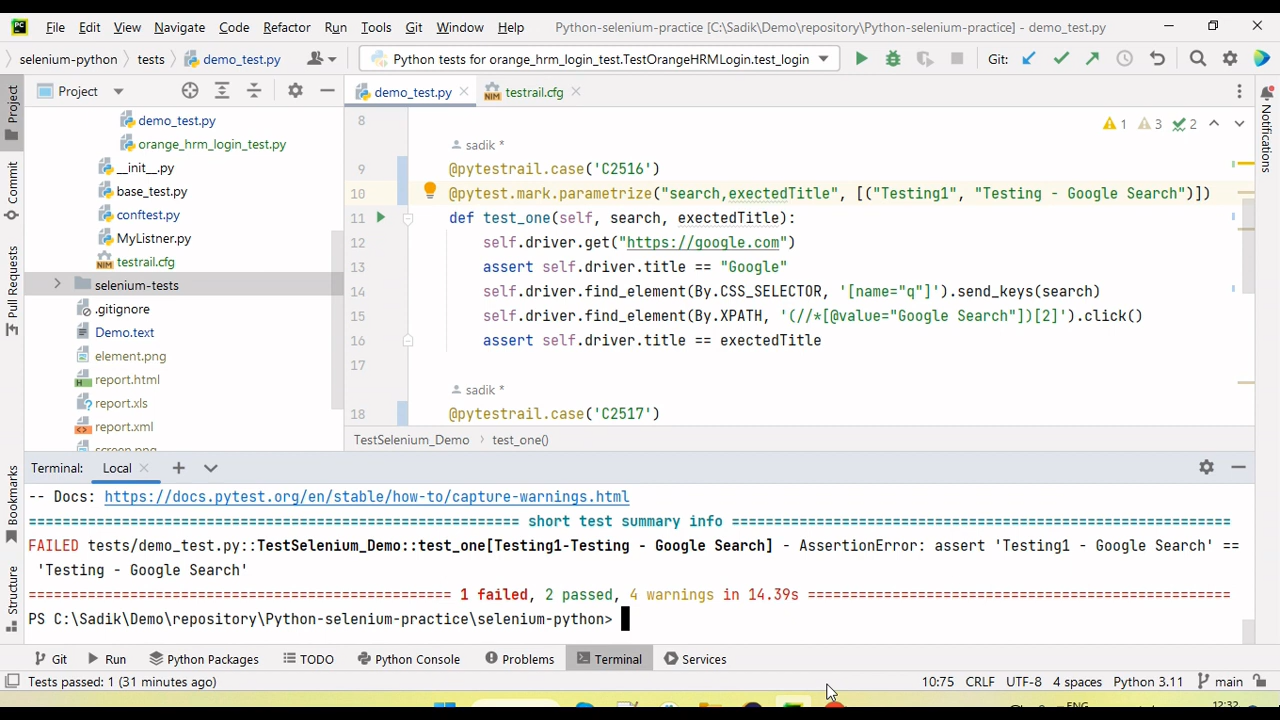 File Edit View Navigate Code Refactor Run Tools Git Window Help Python-selenium-practice [C:\Sadik\Demo\repository\Python-selenium-practice] - demo_test.py
selenium-python tests demo_test.py Python tests for orange_hrm_login_test.TestOrangeHRMLogin.test_login Git:
Project demo_test.py testrail.cfg
demo_test.py
orange_hrm_login_test.py
__init__.py
base_test.py
conftest.py
MyListner.py
testrail.cfg
selenium-tests
.gitignore
Demo.text
element.png
report.html
report.xls
report.xml
screen.png
8 1 3 2
sadik *
9 @pytestrail.case('C2516')
10 @pytest.mark.parametrize("search,exectedTitle", [("Testing1", "Testing - Google Search")])
11 def test_one(self, search, exectedTitle):
12 self.driver.get("https://google.com")
13 assert self.driver.title == "Google"
14 self.driver.find_element(By.CSS_SELECTOR, '[name="q"]').send_keys(search)
15 self.driver.find_element(By.XPATH, '(//*[@value="Google Search"])[2]').click()
16 assert self.driver.title == exectedTitle
17
sadik *
18 @pytestrail.case('C2517')
TestSelenium_Demo test_one()
Project
Commit
Pull Requests
Bookmarks
Structure
Notifications
Terminal: Local
-- Docs: https://docs.pytest.org/en/stable/how-to/capture-warnings.html
========== short test summary info ==========
FAILED tests/demo_test.py::TestSelenium_Demo::test_one[Testing1-Testing - Google Search] - AssertionError: assert 'Testing1 - Google Search' ==
'Testing - Google Search'
========== 1 failed, 2 passed, 4 warnings in 14.39s ==========
PS C:\Sadik\Demo\repository\Python-selenium-practice\selenium-python>
Git Run Python Packages TODO Python Console Problems Terminal Services
Tests passed: 1 (31 minutes ago) 10:75 CRLF UTF-8 4 spaces Python 3.11 main
ENG 12:32